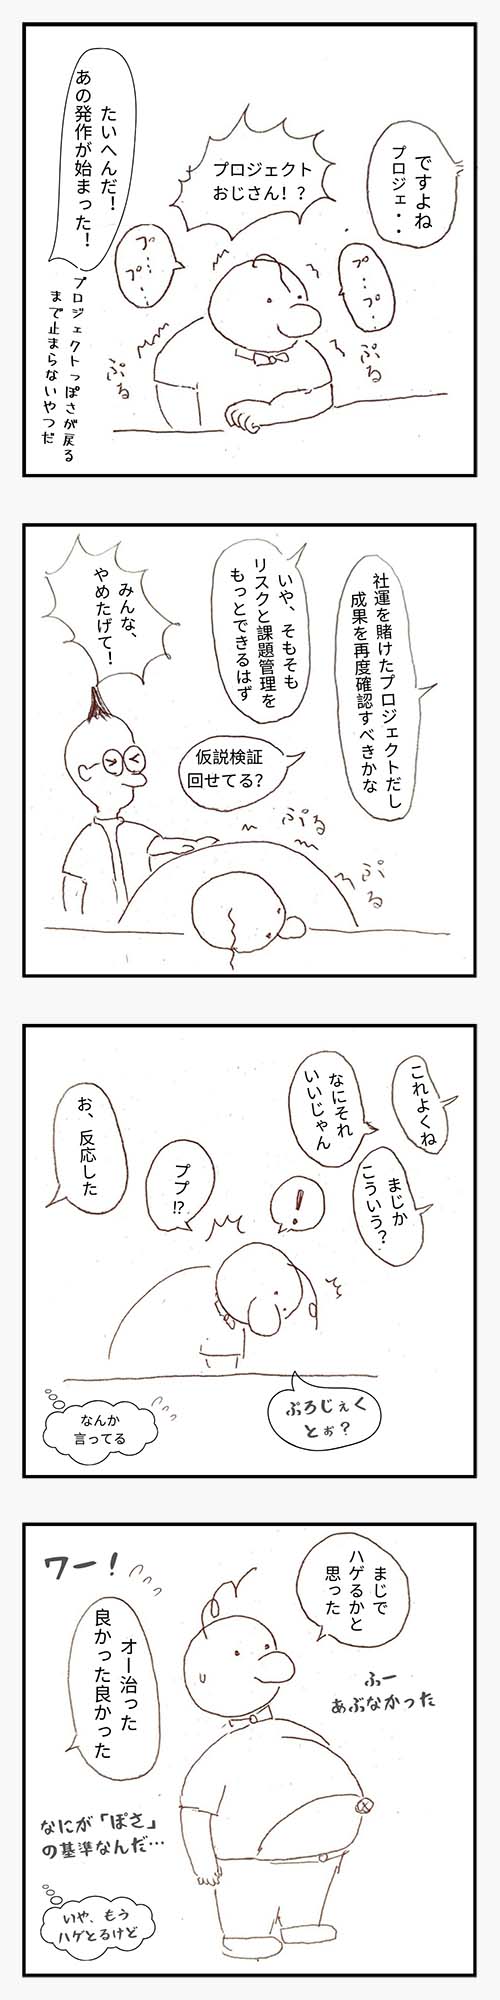 ですよね
プロジェ・・
プロジェクト
おじさん！？
プ…プ…
プ…
プ…
ぷる
ぷる
たいへんだ！
あの発作が始まった！
プロジェクトっぽさが戻る
まで止まらないやつだ
社運を賭けたプロジェクトだし
成果を再度確認すべきかな
いや、そもそも
リスクと課題管理を
もっとできるはず
仮説検証
回せてる？
みんな、
やめたげて！
ぷる
ぷる
これよくね
なにそれ
いいじゃん
まじか
こういう？
！
ププ⁉
お、反応した
ぷろじぇく
とぉ？
なんか
言ってる
まじで
ハゲるかと
思った
ワー！
ふー
あぶなかった
オー治った
良かった良かった
なにが「ぽさ」
の基準なんだ…
いや、もう
ハゲとるけど